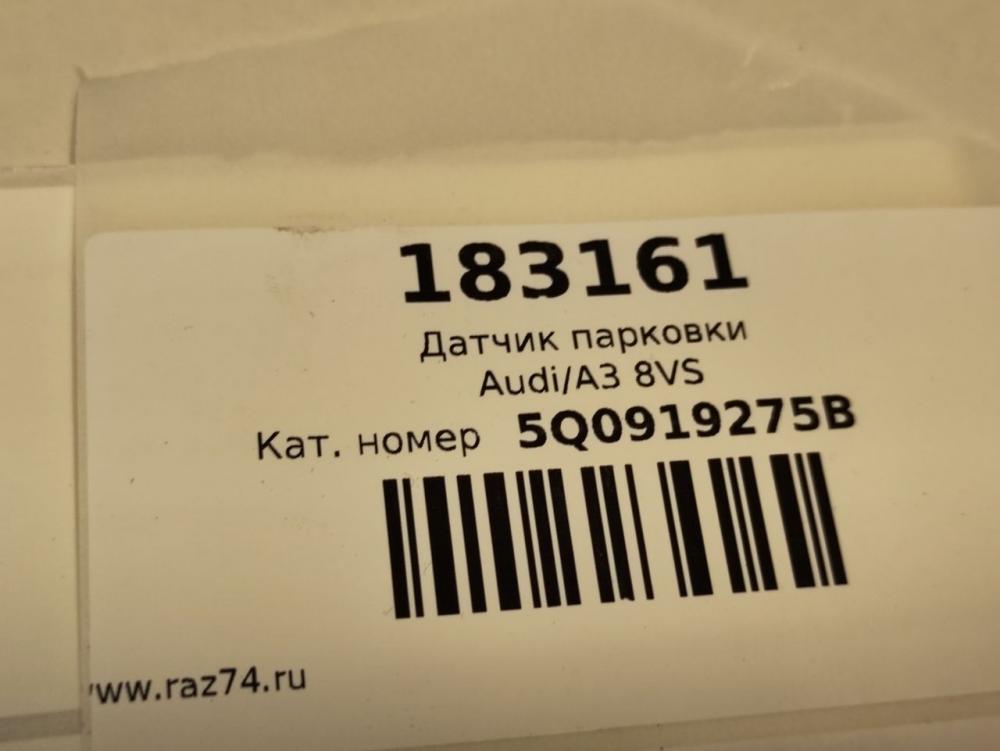 183161
Датчик парковки
Audi/A3 8VS
Кат. номер 5Q0919275B
www.raz74.ru